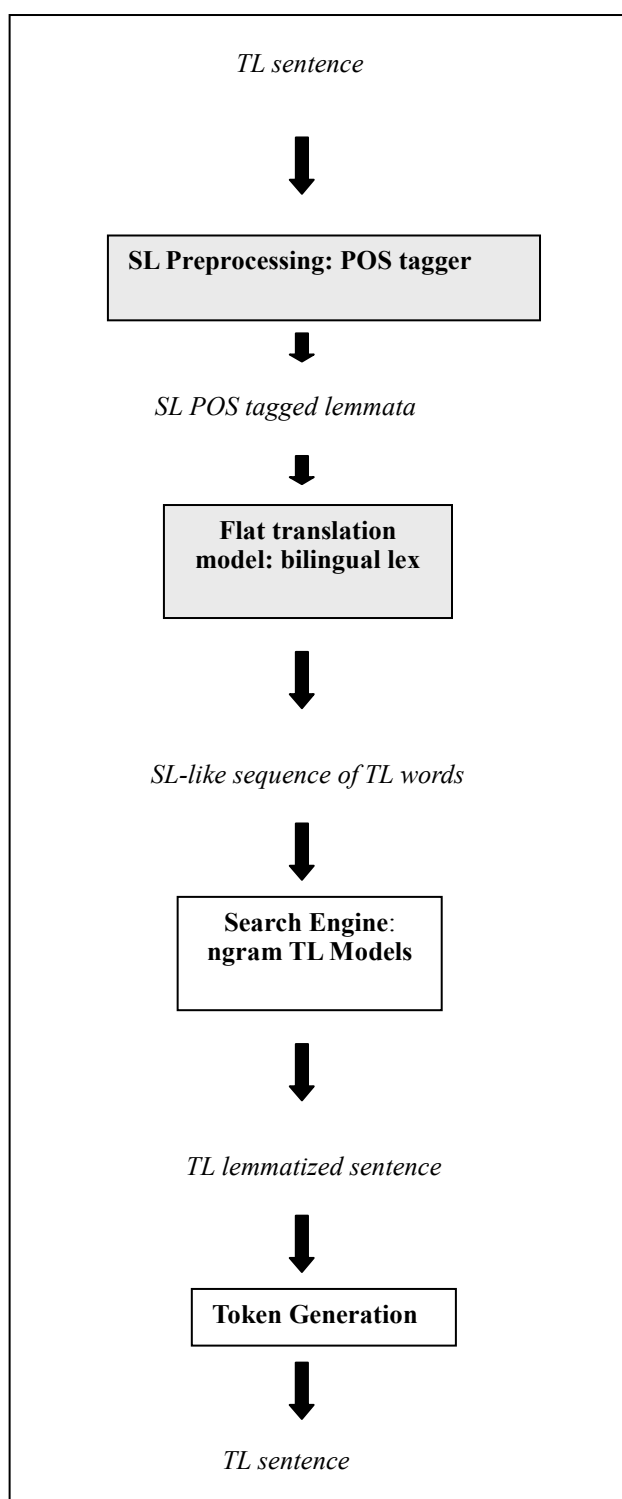 TL sentence
SL Preprocessing: POS tagger
SL POS tagged lemmata
Flat translation
model: bilingual lex
SL-like sequence of TL words
Search Engine:
ngram TL Models
TL lemmatized sentence
Token Generation
TL sentence